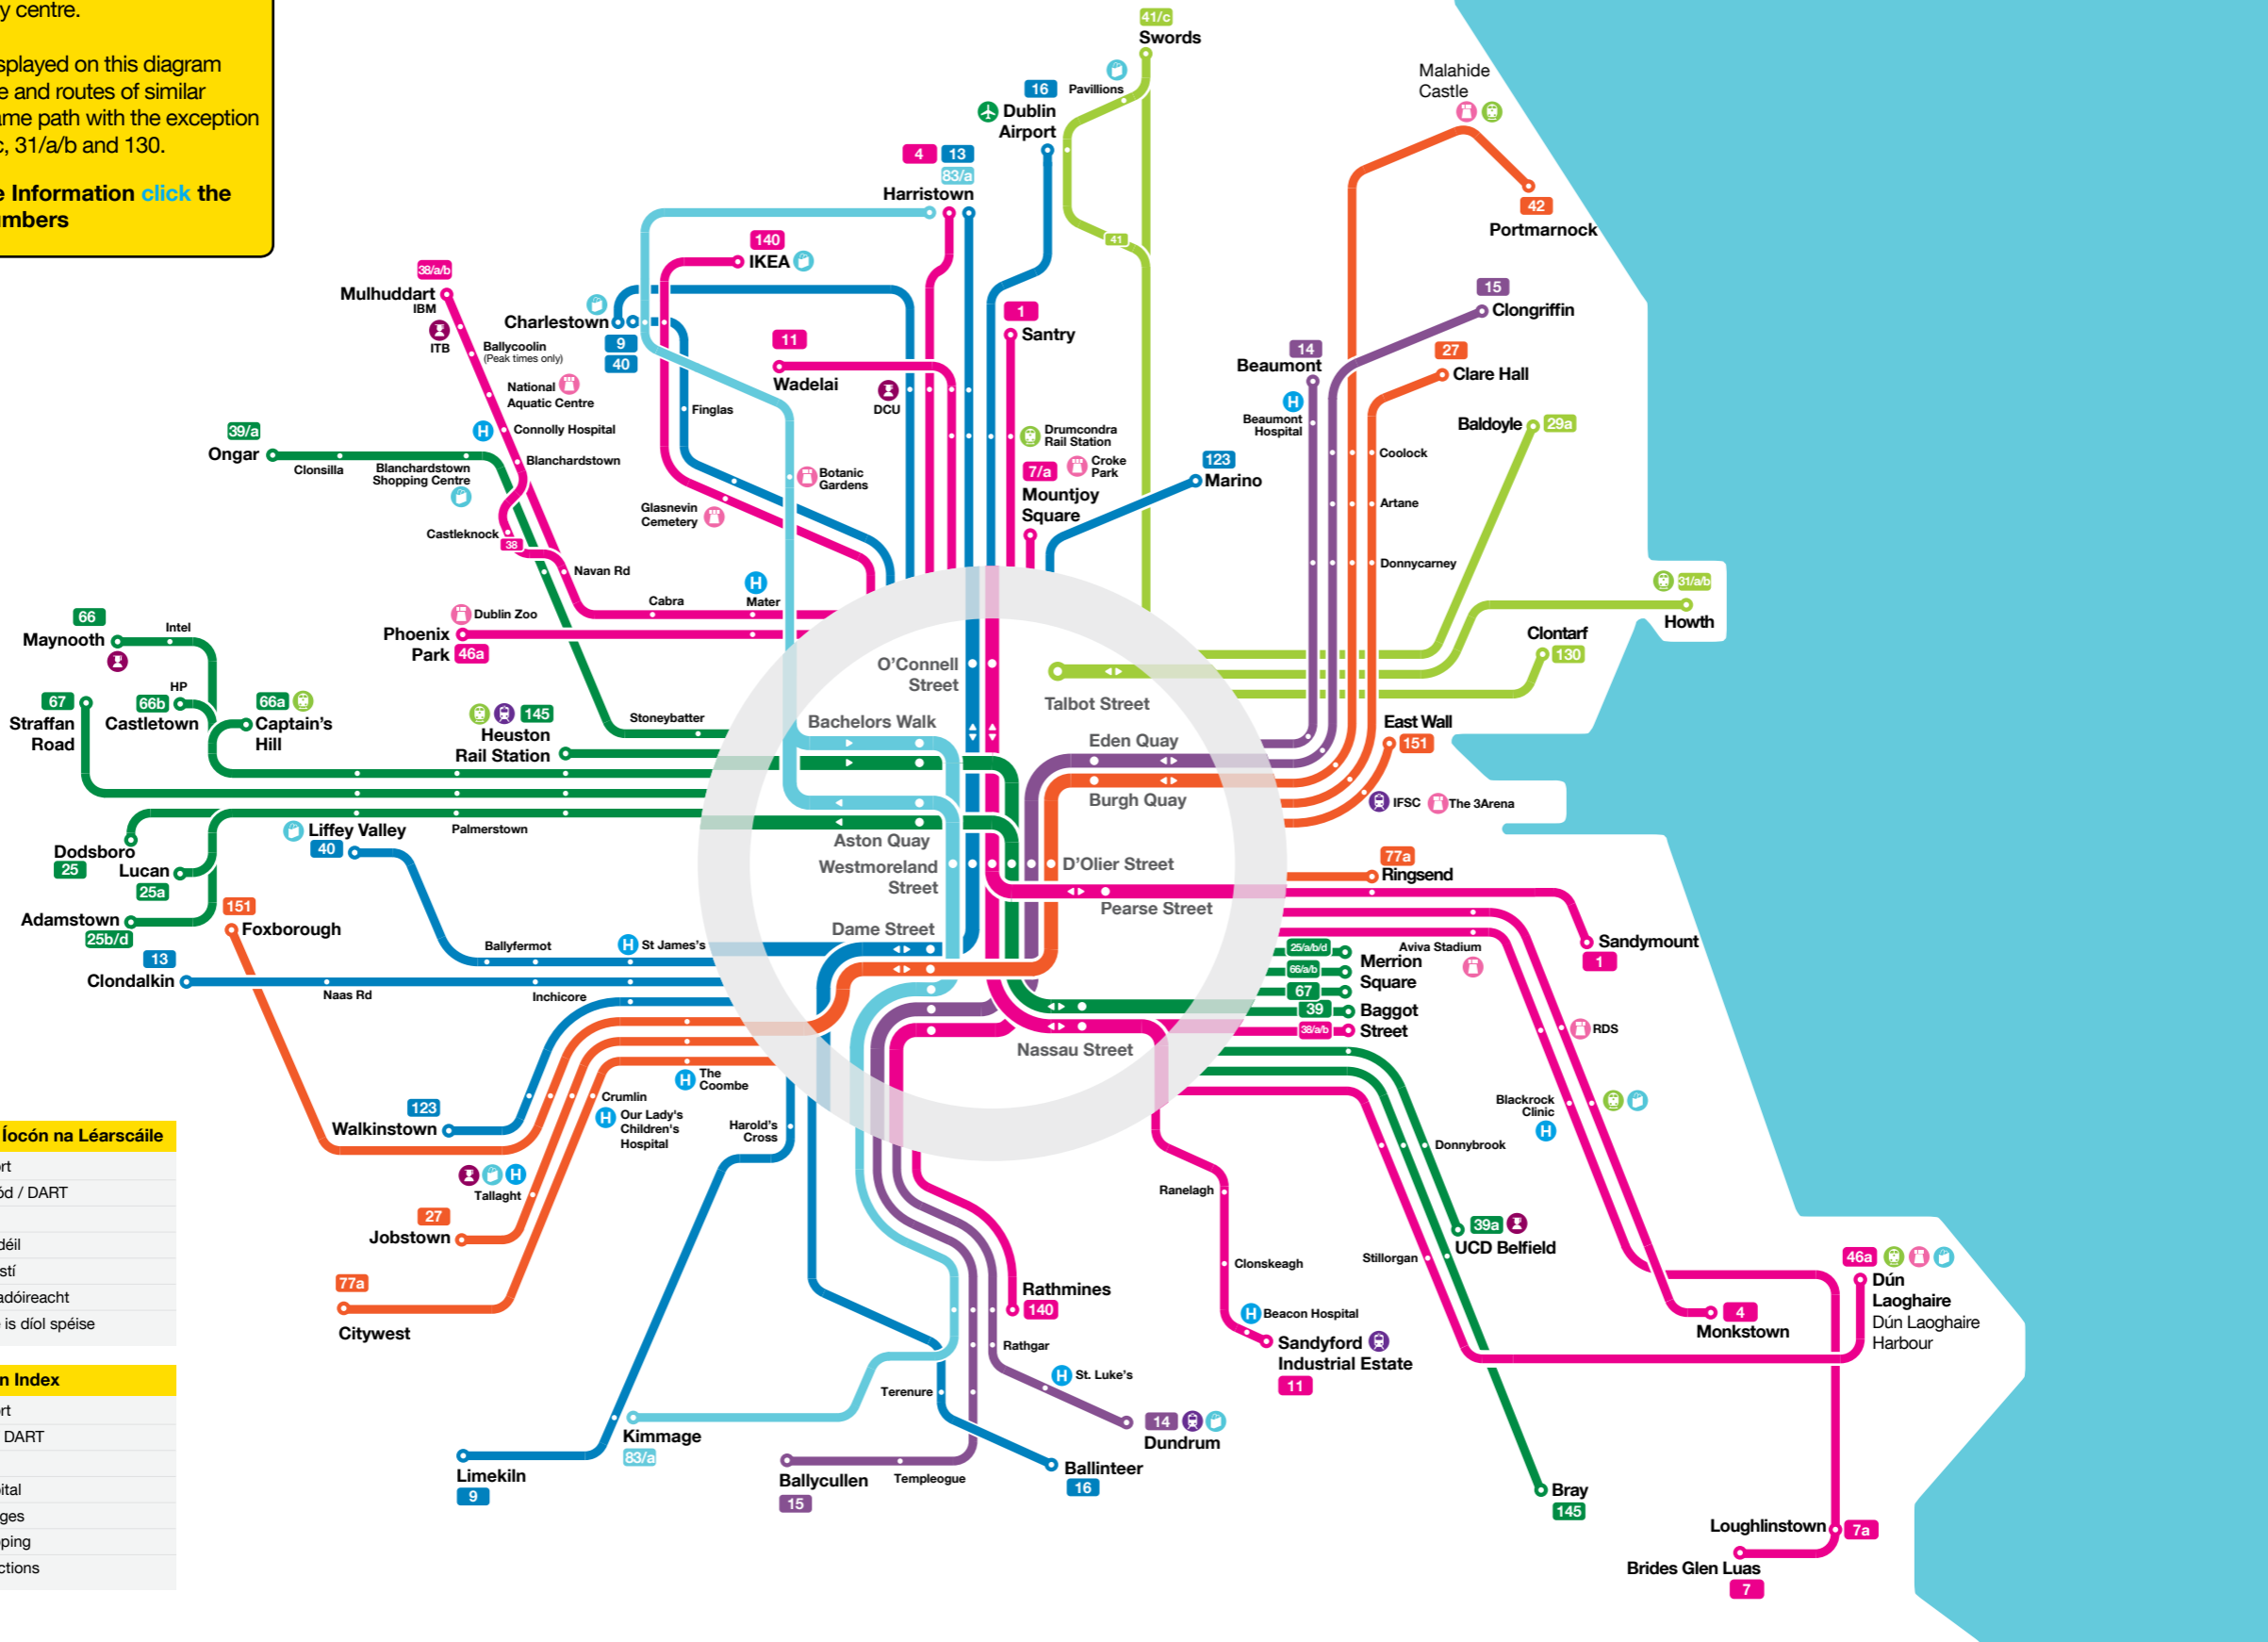 y centre.
splayed on this diagram
e and routes of similar
ame path with the exception
c, 31/a/b and 130.
e Information click the
umbers
41/c
Swords
Pavillions
16
Dublin
Airport
41
4
13
83/a
Harristown
140
IKEA
38/a/b
Mulhuddart
IBM
ITB
Ballycoolin
(Peak times only)
National
Aquatic Centre
Connolly Hospital
Blanchardstown
Charlestown
9
40
Finglas
11
Wadelai
DCU
1
Santry
Drumcondra
Rail Station
7/a
Croke
Park
Mountjoy
Square
123
Marino
Malahide
Castle
42
Portmarnock
15
Clongriffin
14
Beaumont
Beaumont
Hospital
27
Clare Hall
Baldoyle
29a
Coolock
Artane
Donnycarney
31/a/b
Howth
Clontarf
130
39/a
Ongar
Clonsilla
Blanchardstown
Shopping Centre
Castleknock
38
Navan Rd
Botanic
Gardens
Glasnevin
Cemetery
Cabra
Mater
Dublin Zoo
Phoenix
Park
46a
66
Maynooth
Intel
HP
66b
Castletown
66a
Captain's
Hill
67
Straffan
Road
145
Heuston
Rail Station
Stoneybatter
O'Connell
Street
Talbot Street
Bachelors Walk
Eden Quay
Burgh Quay
Aston Quay
Westmoreland
Street
D'Olier Street
Pearse Street
Dame Street
Nassau Street
East Wall
151
IFSC
The 3Arena
77a
Ringsend
Palmerstown
Liffey Valley
40
Dodsboro
25
Lucan
25a
Adamstown
25b/d
151
Foxborough
13
Clondalkin
Naas Rd
Ballyfermot
St James's
Inchicore
25/a/b/d
66/a/b
67
Merrion
Square
39
38/a/b
Baggot
Street
Aviva Stadium
Sandymount
1
RDS
Blackrock
Clinic
Donnybrook
Stillorgan
39a
UCD Belfield
The
Coombe
Crumlin
Our Lady's
Children's
Hospital
Harold's
Cross
123
Walkinstown
Tallaght
27
Jobstown
77a
Citywest
Ranelagh
Clonskeagh
Beacon Hospital
Sandyford
Industrial Estate
11
Rathmines
140
Rathgar
St. Luke's
14
Dundrum
Terenure
Kimmage
83/a
Limekiln
9
Ballycullen
15
Templeogue
Ballinteer
16
46a
Dún
Laoghaire
Dún Laoghaire
Harbour
4
Monkstown
Bray
145
Loughlinstown
7a
Brides Glen Luas
7
Íocón na Léarscáile
rt
ód / DART
déil
stí
adóireacht
e is díol spéise
n Index
rt
DART
pital
ges
ping
ctions